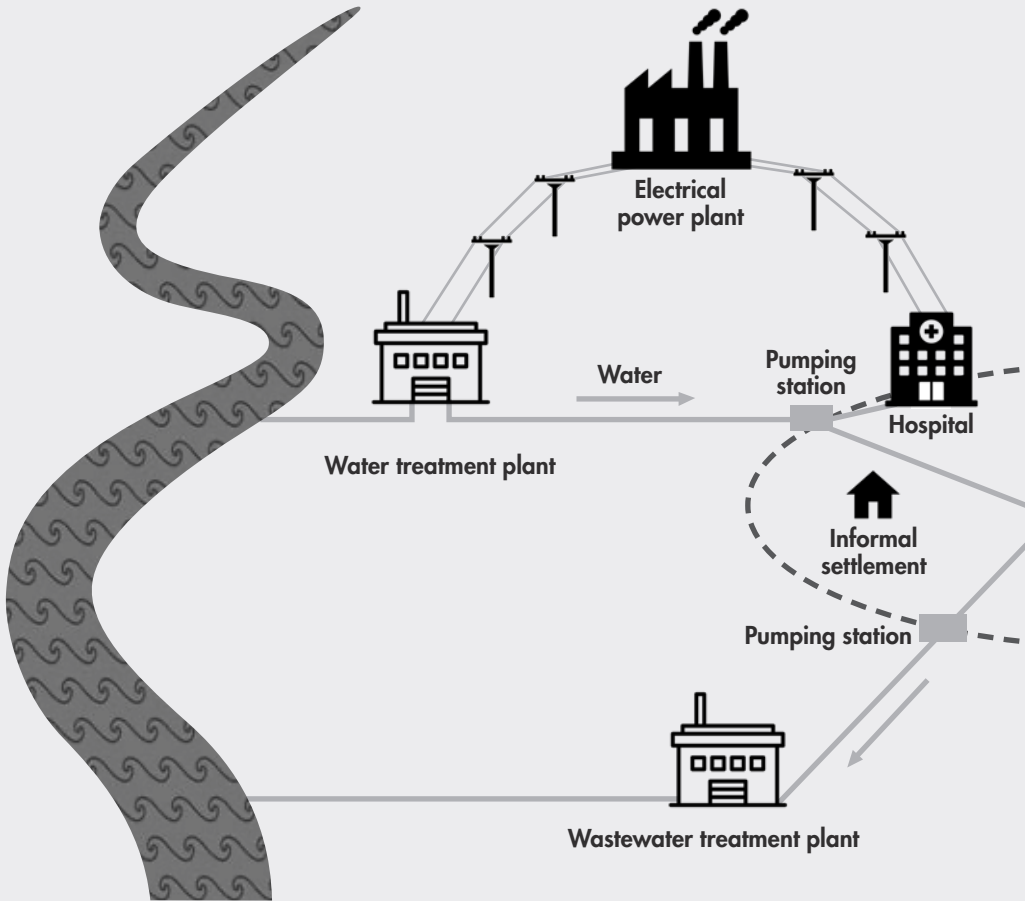 Electrical
power plant
Water
Pumping
station
Hospital
Water treatment plant
Informal
settlement
Pumping station
Wastewater treatment plant